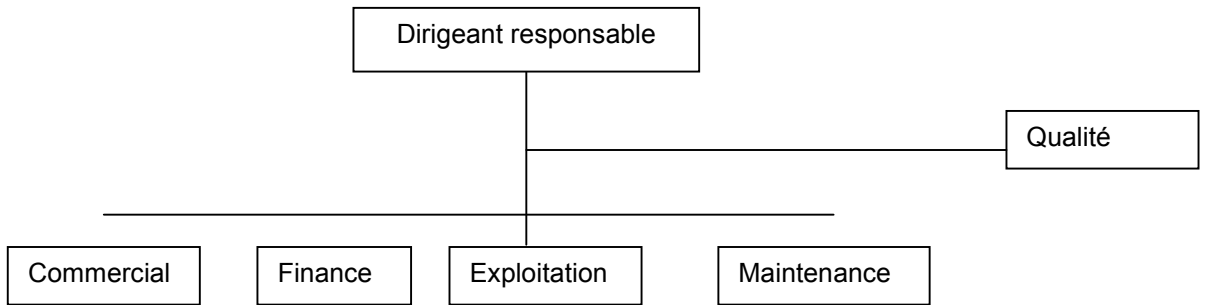 Dirigeant responsable
Qualité
Commercial
Finance
Exploitation
Maintenance